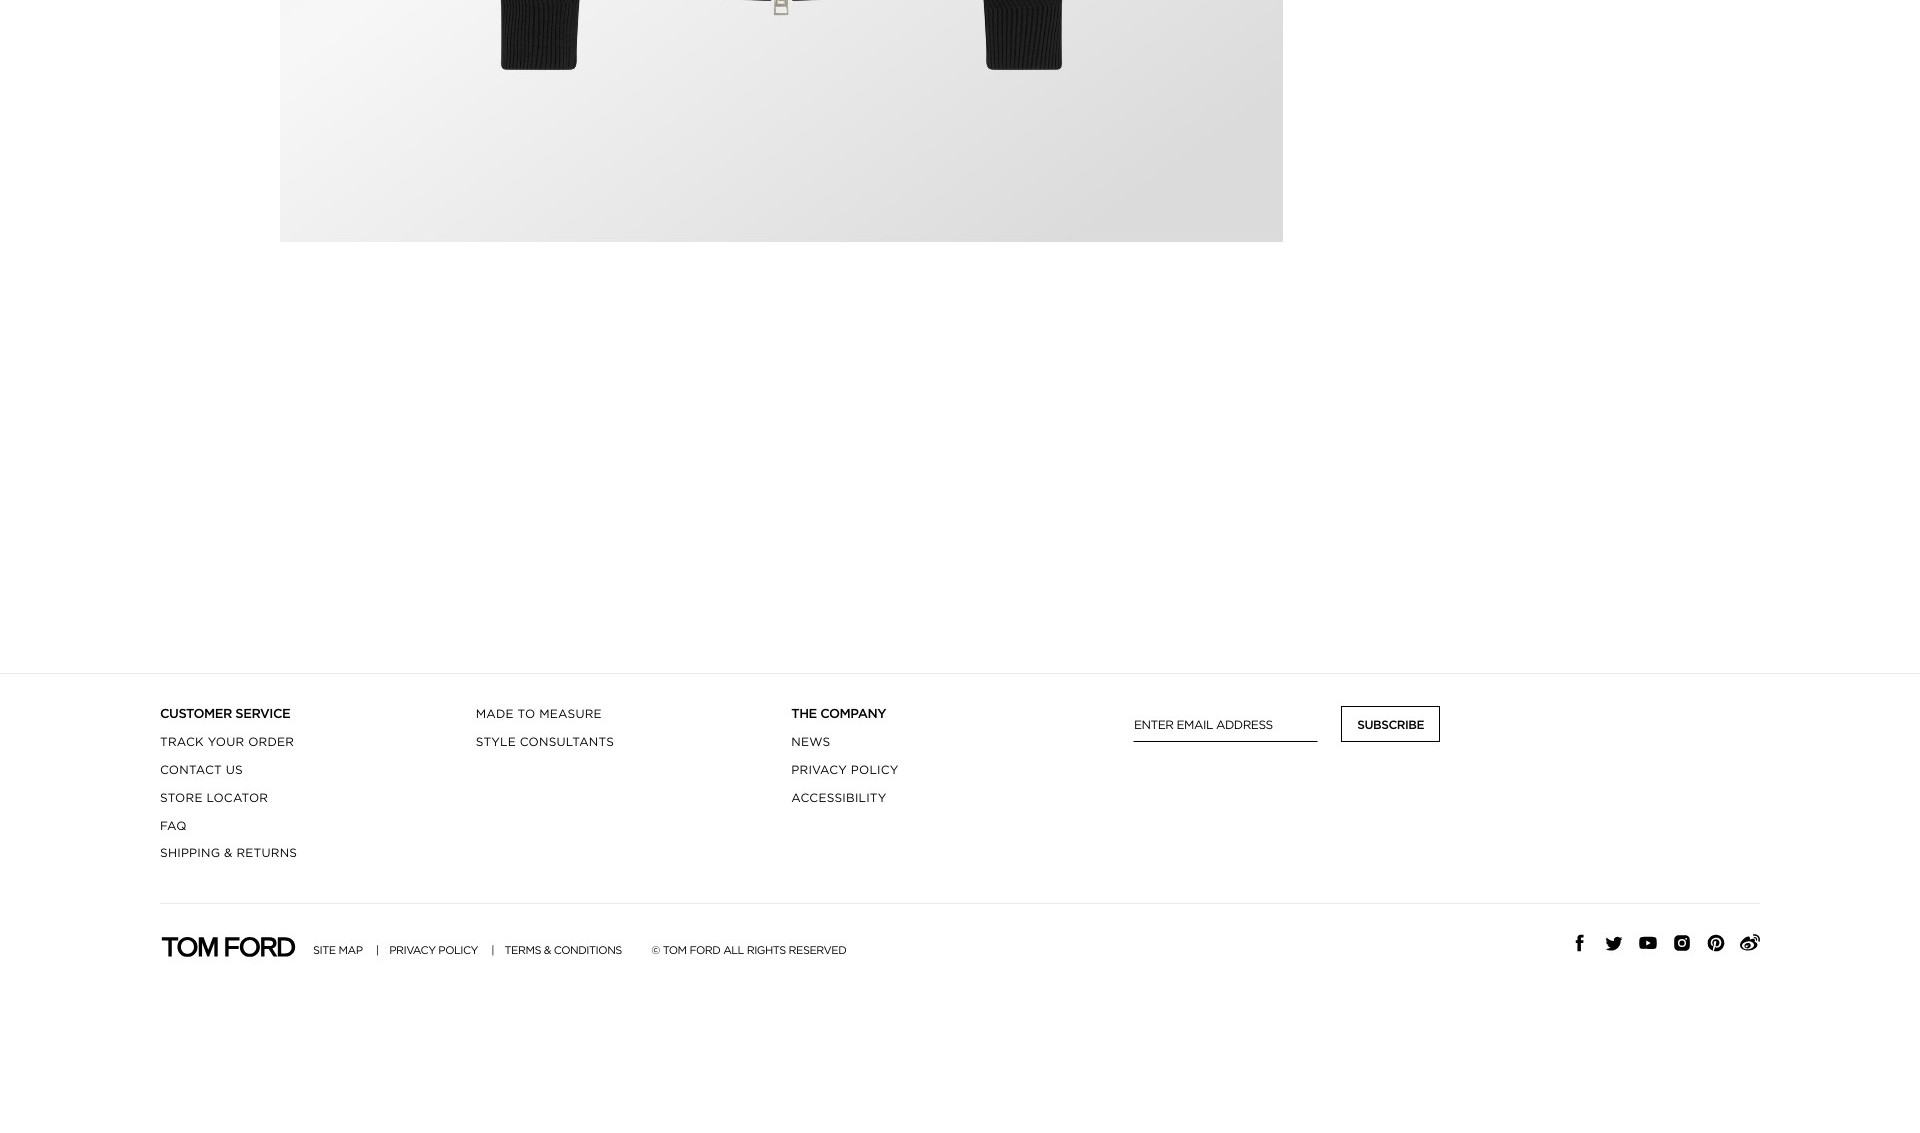 CUSTOMER SERVICE
TRACK YOUR ORDER
CONTACT US
STORE LOCATOR
FAQ
SHIPPING & RETURNS
MADE TO MEASURE
STYLE CONSULTANTS
THE COMPANY
NEWS
PRIVACY POLICY
ACCESSIBILITY
ENTER EMAIL ADDRESS
SUBSCRIBE
TOM FORD SITE MAP | PRIVACY POLICY | TERMS & CONDITIONS © TOM FORD ALL RIGHTS RESERVED